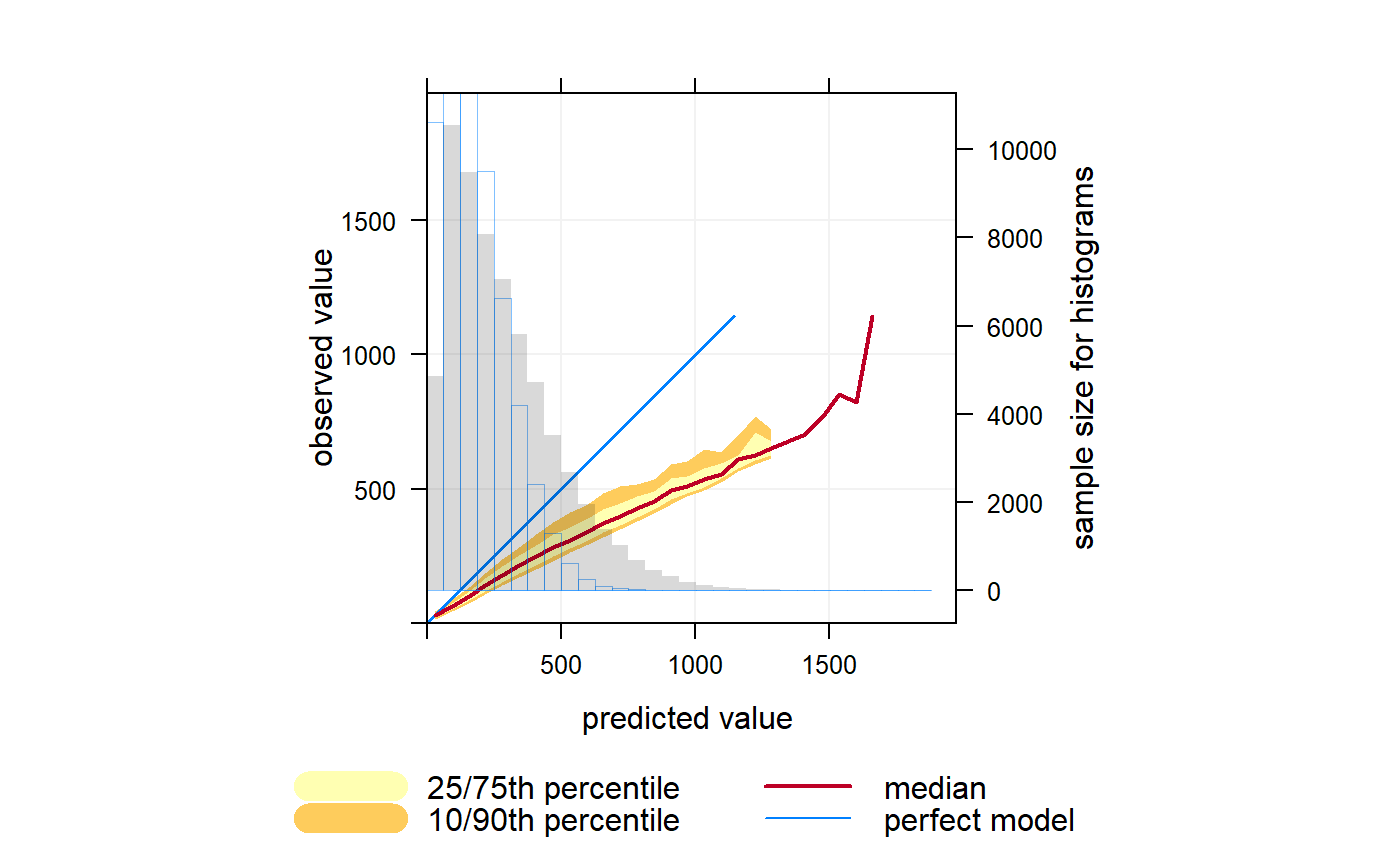 observed value
1500
1000
500
10000
8000
6000
4000
2000
0
sample size for histograms
500 1000 1500
predicted value
25/75th percentile median
10/90th percentile perfect model